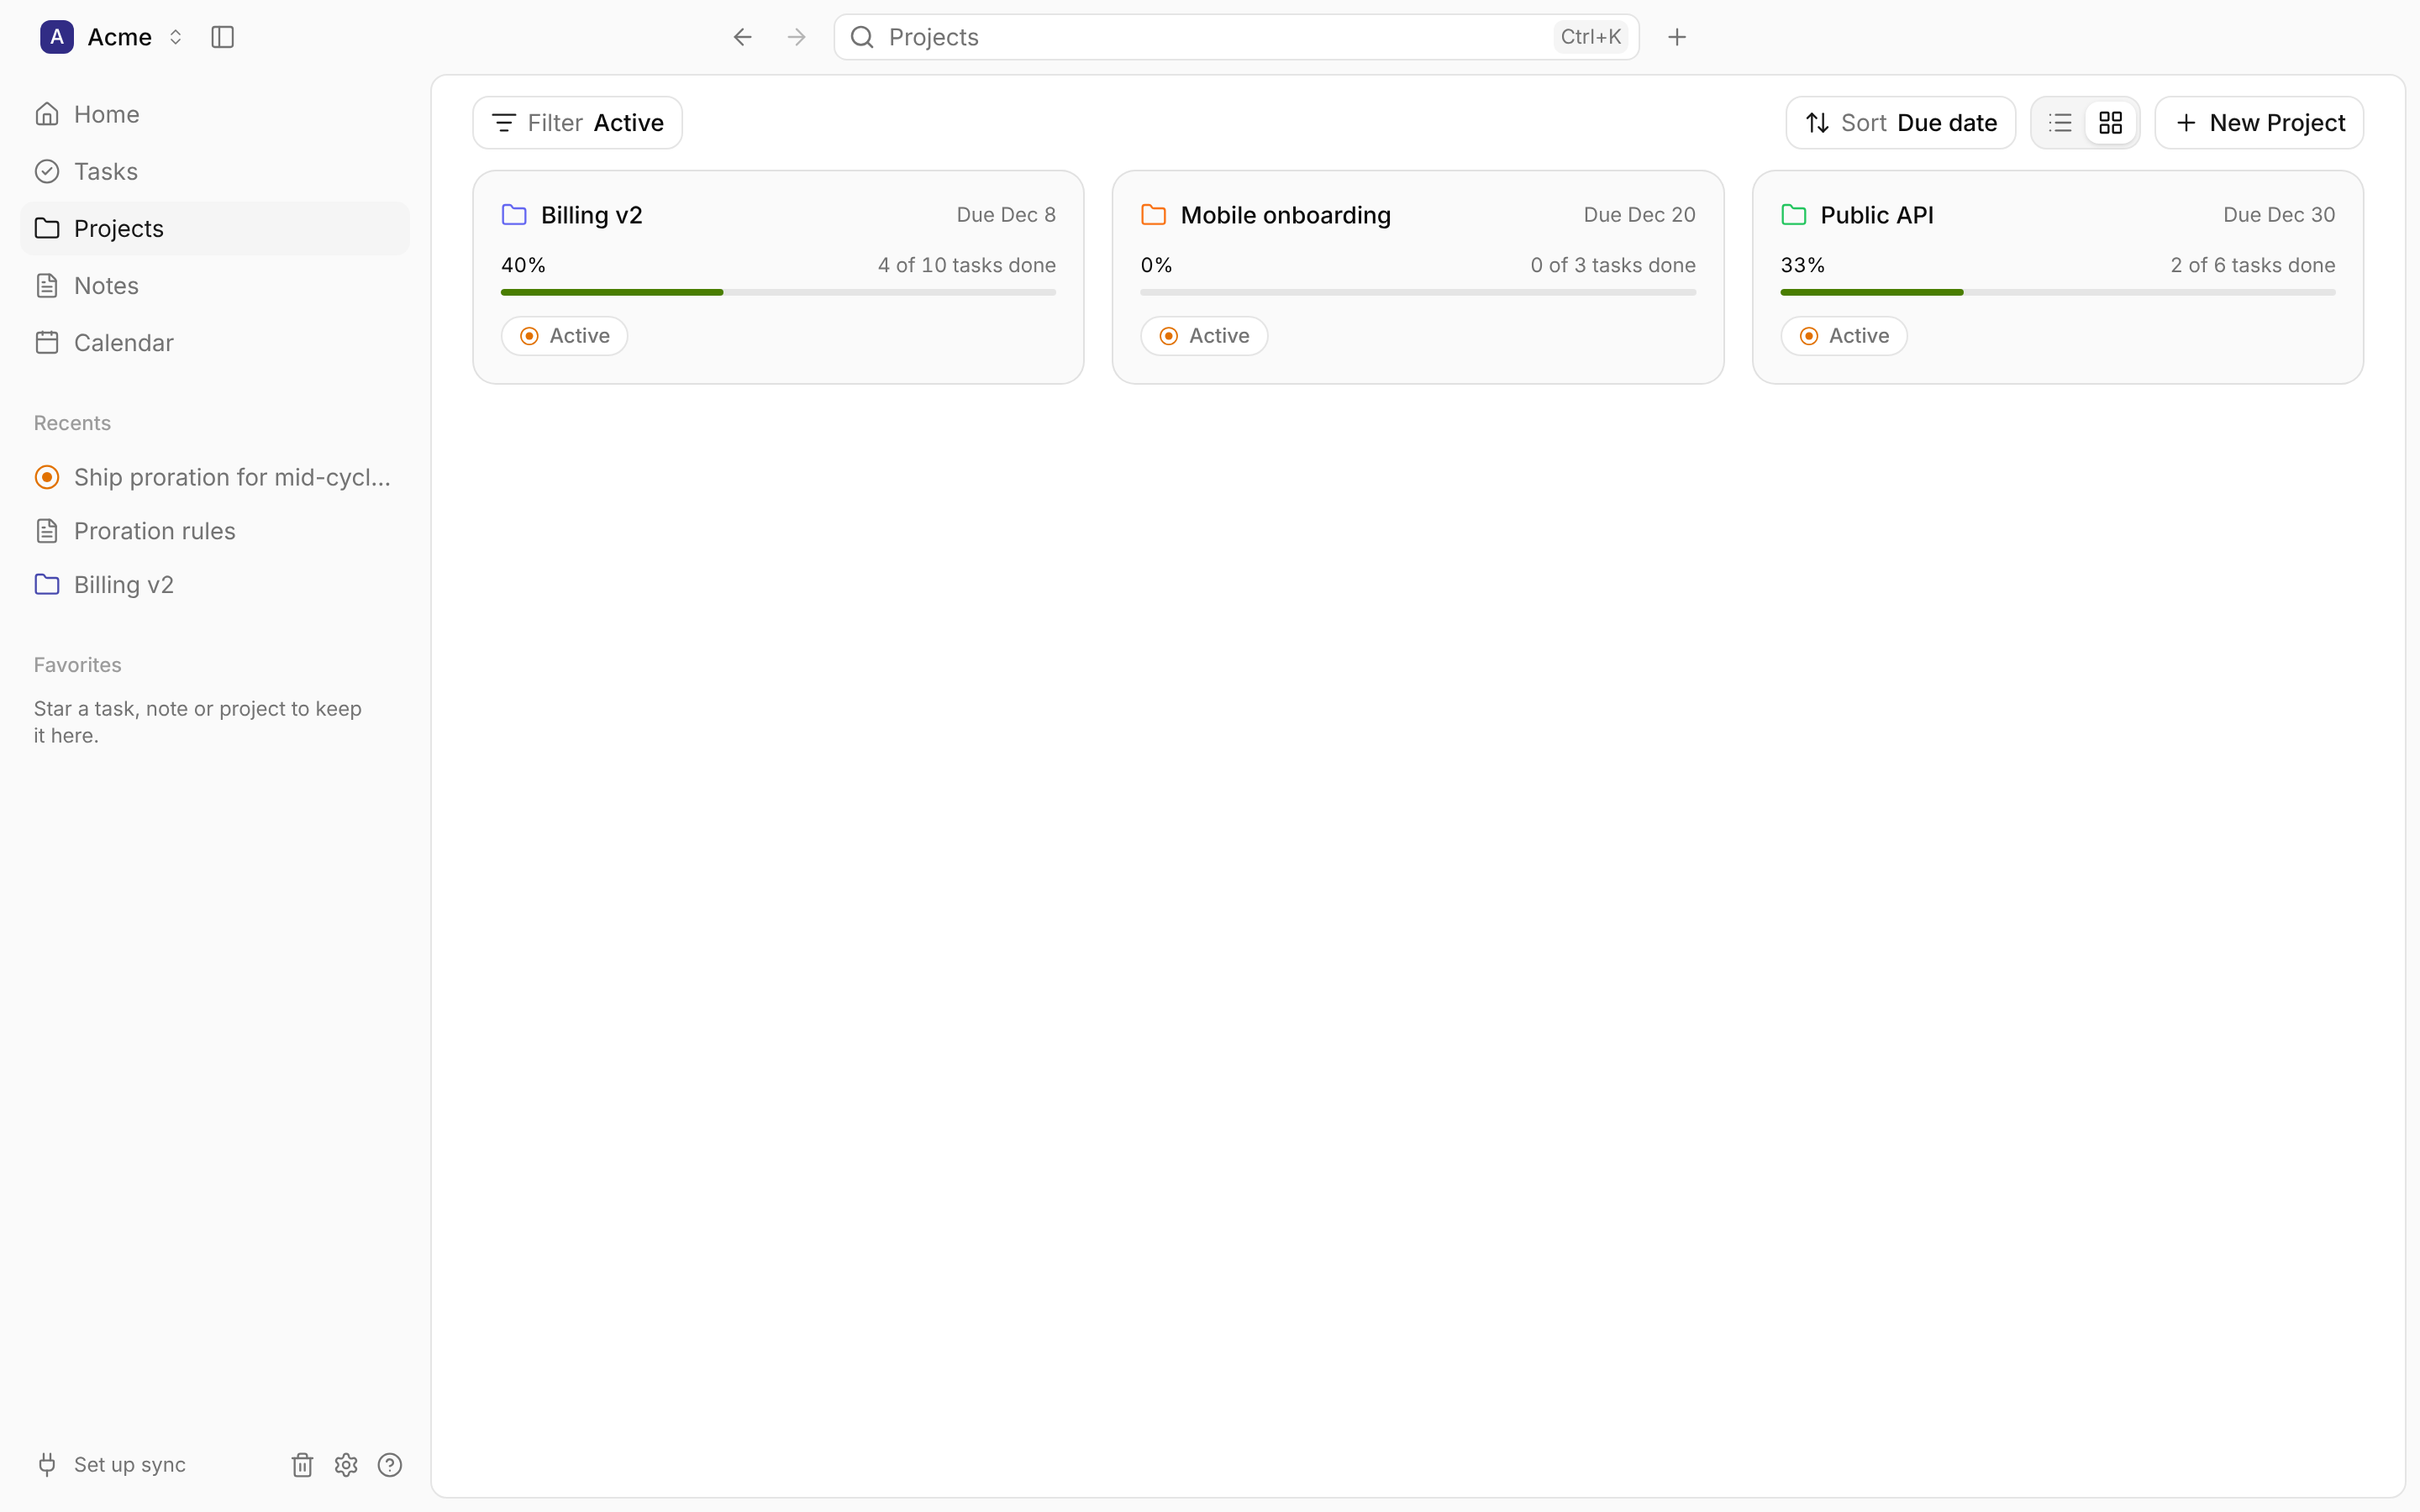 A Acme
Projects Ctrl+K
Home
Tasks
Projects
Notes
Calendar
Recents
Ship proration for mid-cycl...
Proration rules
Billing v2
Favorites
Star a task, note or project to keep
it here.
Set up sync
Filter Active
Sort Due date
New Project
Billing v2 Due Dec 8
40% 4 of 10 tasks done
Active
Mobile onboarding Due Dec 20
0% 0 of 3 tasks done
Active
Public API Due Dec 30
33% 2 of 6 tasks done
Active